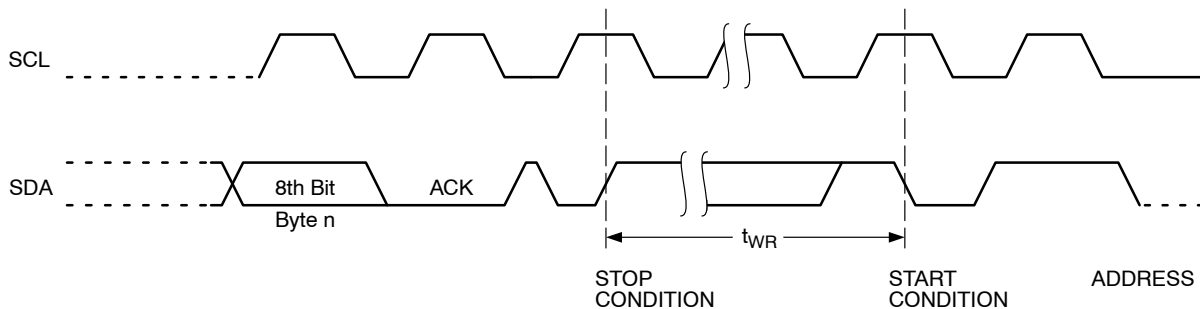 SCL
SDA
8th Bit
Byte n
ACK
tWR
STOP
CONDITION
START
CONDITION
ADDRESS